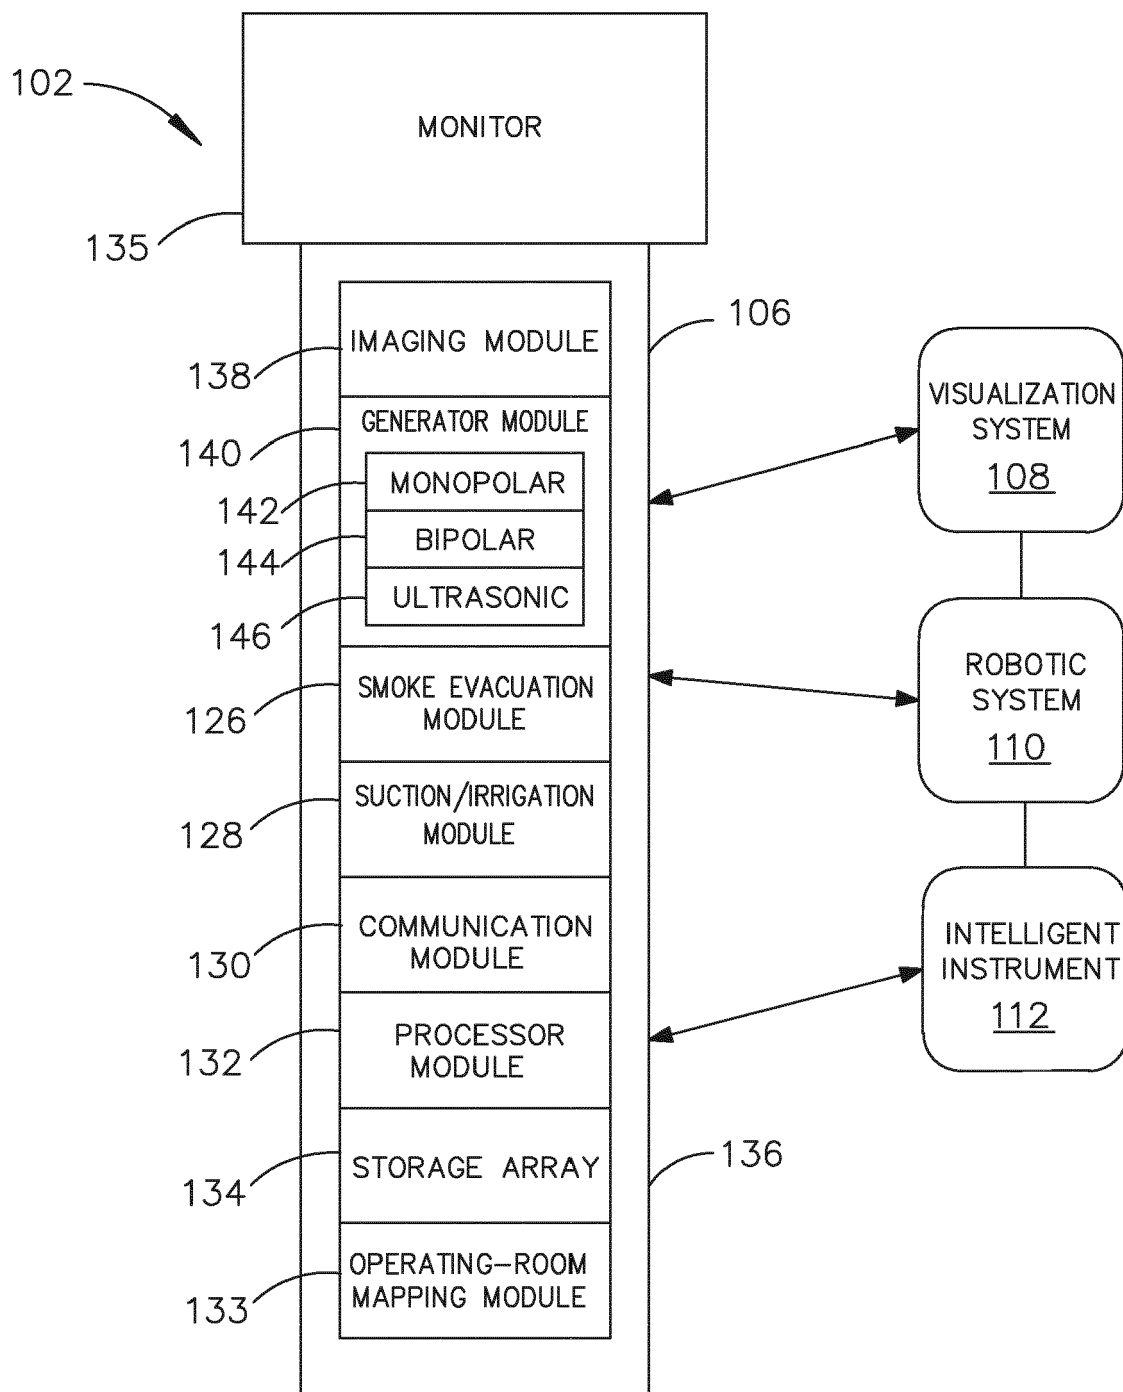 102
MONITOR
135
106
IMAGING MODULE
138
GENERATOR MODULE
140
MONOPOLAR
142
BIPOLAR
144
ULTRASONIC
146
SMOKE EVACUATION
MODULE
126
SUCTION/IRRIGATION
MODULE
128
COMMUNICATION
MODULE
130
PROCESSOR
MODULE
132
STORAGE ARRAY
134
136
OPERATING-ROOM
MAPPING MODULE
133
VISUALIZATION
SYSTEM
108
ROBOTIC
SYSTEM
110
INTELLIGENT
INSTRUMENT
112